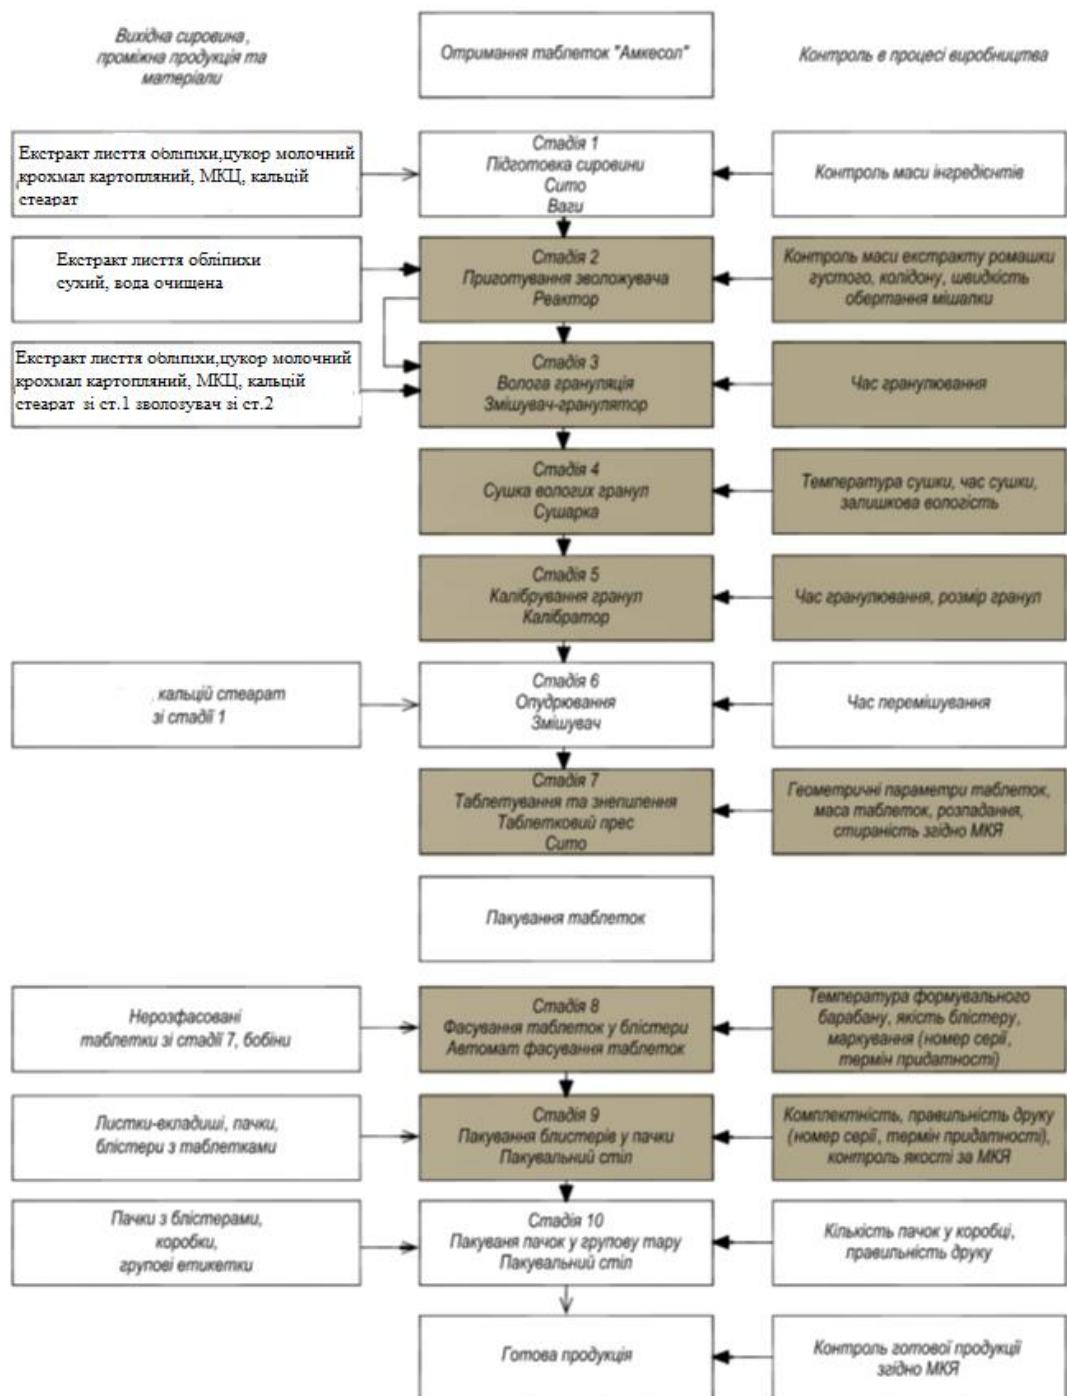 Вихідна сировина,
проміжна продукція та
матеріали
Отримання таблеток "Амкесол"
Контроль в процесі виробництва
Екстракт листя обліпихи,цукор молочний
крохмал картопляний, МКЦ, кальцій
стеарат
Стадія 1
Підготовка сировини
Сито
Ваги
Контроль маси інгредієнтів
Екстракт листя обліпихи
сухий, вода очищена
Стадія 2
Приготування зволожувача
Реактор
Контроль маси екстракту ромашки
густого, колідону, швидкість
обертання мішалки
Екстракт листя обліпихи,цукор молочний
крохмал картопляний, МКЦ, кальцій
стеарат зі ст.1 зволозувач зі ст.2
Стадія 3
Волога грануляція
Змішувач-гранулятор
Час гранулювання
Стадія 4
Сушка вологих гранул
Сушарка
Температура сушки, час сушки,
залишкова вологість
Стадія 5
Калібрування гранул
Калібратор
Час гранулювання, розмір гранул
, кальцій стеарат
зі стадії 1
Стадія 6
Опудрювання
Змішувач
Час перемішування
Стадія 7
Таблетування та знепилення
Таблетковий прес
Сито
Геометричні параметри таблеток,
маса таблеток, розпадання,
стираність згідно МКЯ
Пакування таблеток
Нерозфасовані
таблетки зі стадії 7, бобіни
Стадія 8
Фасування таблеток у блістери
Автомат фасування таблеток
Температура формувального
барабану, якість блістеру,
маркування (номер серії,
термін придатності)
Листки-вкладиші, пачки,
блістери з таблетками
Стадія 9
Пакування блистерів у пачки
Пакувальний стіл
Комплектність, правильність друку
(номер серії, термін придатності),
контроль якості за МКЯ
Пачки з блістерами,
коробки,
групові етикетки
Стадія 10
Пакуваня пачок у групову тару
Пакувальний стіл
Кількість пачок у коробці,
правильність друку
Готова продукція
Контроль готової продукції
згідно МКЯ